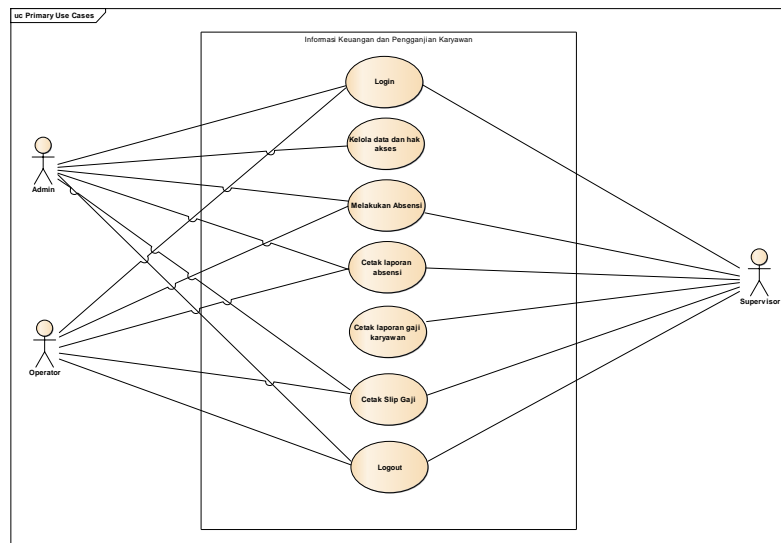 uc Primary Use Cases
Informasi Keuangan dan Pengganjian Karyawan
Login
Kelola data dan hak
akses
Admin
Melakukan Absensi
Cetak laporan
absensi
Supervisor
Cetak laporan gaji
karyawan
Operator
Cetak Slip Gaji
Logout